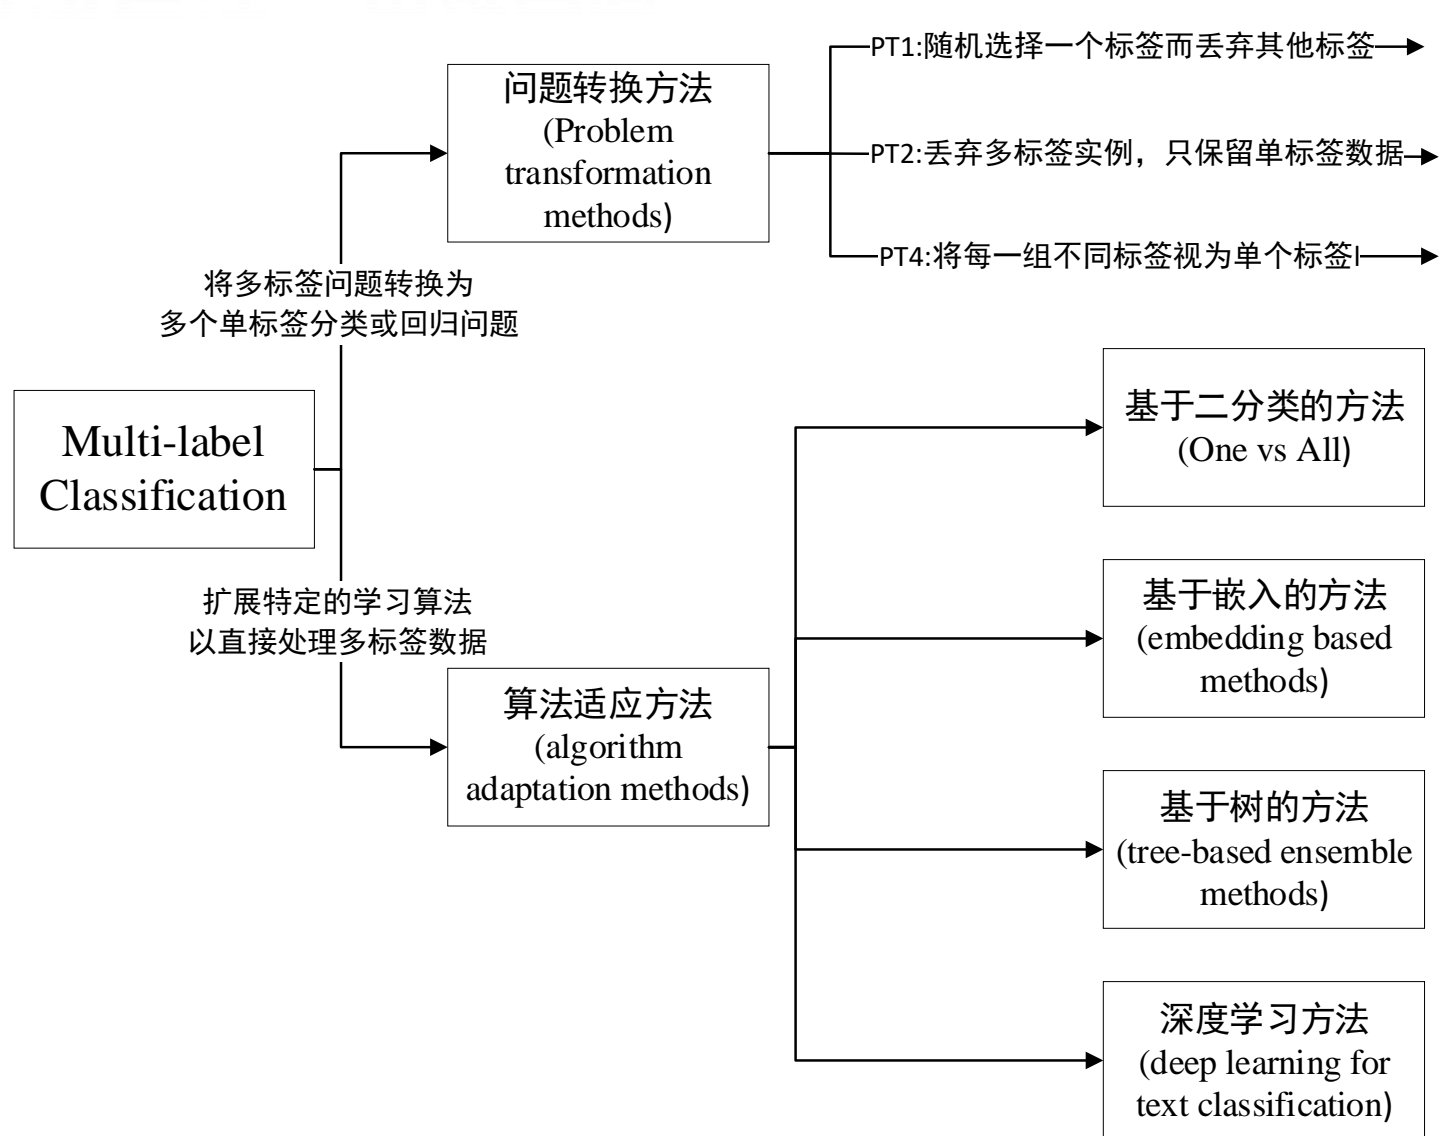 PT1:随机选择一个标签而丢弃其他标签
问题转换方法
(Problem
transformation
methods)
PT2:丢弃多标签实例，只保留单标签数据
PT4:将每一组不同标签视为单个标签l
将多标签问题转换为
多个单标签分类或回归问题
Multi-label
Classification
扩展特定的学习算法
以直接处理多标签数据
算法适应方法
(algorithm
adaptation methods)
基于二分类的方法
(One vs All)
基于嵌入的方法
(embedding based
methods)
基于树的方法
(tree-based ensemble
methods)
深度学习方法
(deep learning for
text classification)